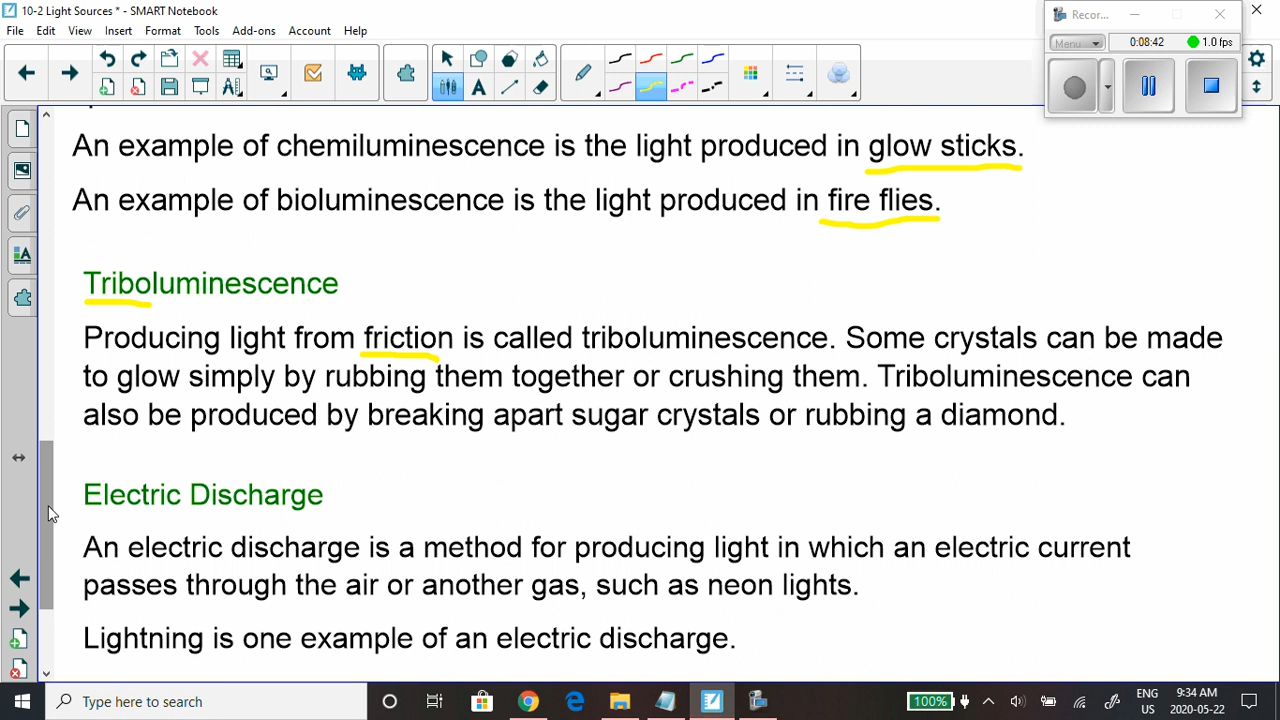 10-2 Light Sources * - SMART Notebook
Recor...
File Edit View Insert Format Tools Add-ons Account Help
Menu 0:08:42 1.0 fps
An example of chemiluminescence is the light produced in glow sticks.
An example of bioluminescence is the light produced in fire flies.
Triboluminescence
Producing light from friction is called triboluminescence. Some crystals can be made
to glow simply by rubbing them together or crushing them. Triboluminescence can
also be produced by breaking apart sugar crystals or rubbing a diamond.
Electric Discharge
An electric discharge is a method for producing light in which an electric current
passes through the air or another gas, such as neon lights.
Lightning is one example of an electric discharge.
Type here to search
100%
ENG
US
9:34 AM
2020-05-22